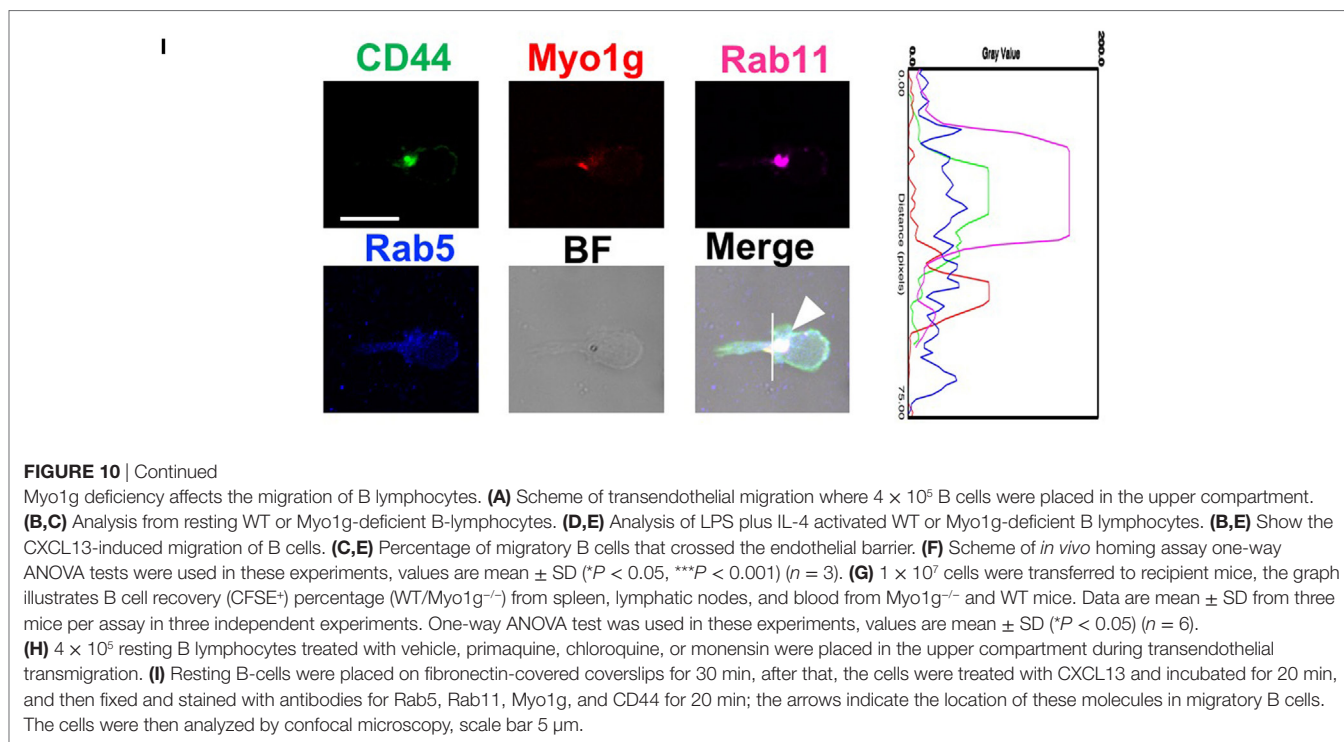 I
CD44 Myo1g Rab11
Rab5 BF Merge
200.0
Gray Value
0.0
0.00
Distance (pixels)
75.00
FIGURE 10 | Continued
Myo1g deficiency affects the migration of B lymphocytes. (A) Scheme of transendothelial migration where 4 × 10⁵ B cells were placed in the upper compartment.
(B,C) Analysis from resting WT or Myo1g-deficient B-lymphocytes. (D,E) Analysis of LPS plus IL-4 activated WT or Myo1g-deficient B lymphocytes. (B,E) Show the
CXCL13-induced migration of B cells. (C,E) Percentage of migratory B cells that crossed the endothelial barrier. (F) Scheme of in vivo homing assay one-way
ANOVA tests were used in these experiments, values are mean ± SD (*P < 0.05, ***P < 0.001) (n = 3). (G) 1 × 10⁷ cells were transferred to recipient mice, the graph
illustrates B cell recovery (CFSE⁺) percentage (WT/Myo1g⁻/⁻) from spleen, lymphatic nodes, and blood from Myo1g⁻/⁻ and WT mice. Data are mean ± SD from three
mice per assay in three independent experiments. One-way ANOVA test was used in these experiments, values are mean ± SD (*P < 0.05) (n = 6).
(H) 4 × 10⁵ resting B lymphocytes treated with vehicle, primaquine, chloroquine, or monensin were placed in the upper compartment during transendothelial
transmigration. (I) Resting B-cells were placed on fibronectin-covered coverslips for 30 min, after that, the cells were treated with CXCL13 and incubated for 20 min,
and then fixed and stained with antibodies for Rab5, Rab11, Myo1g, and CD44 for 20 min; the arrows indicate the location of these molecules in migratory B cells.
The cells were then analyzed by confocal microscopy, scale bar 5 µm.